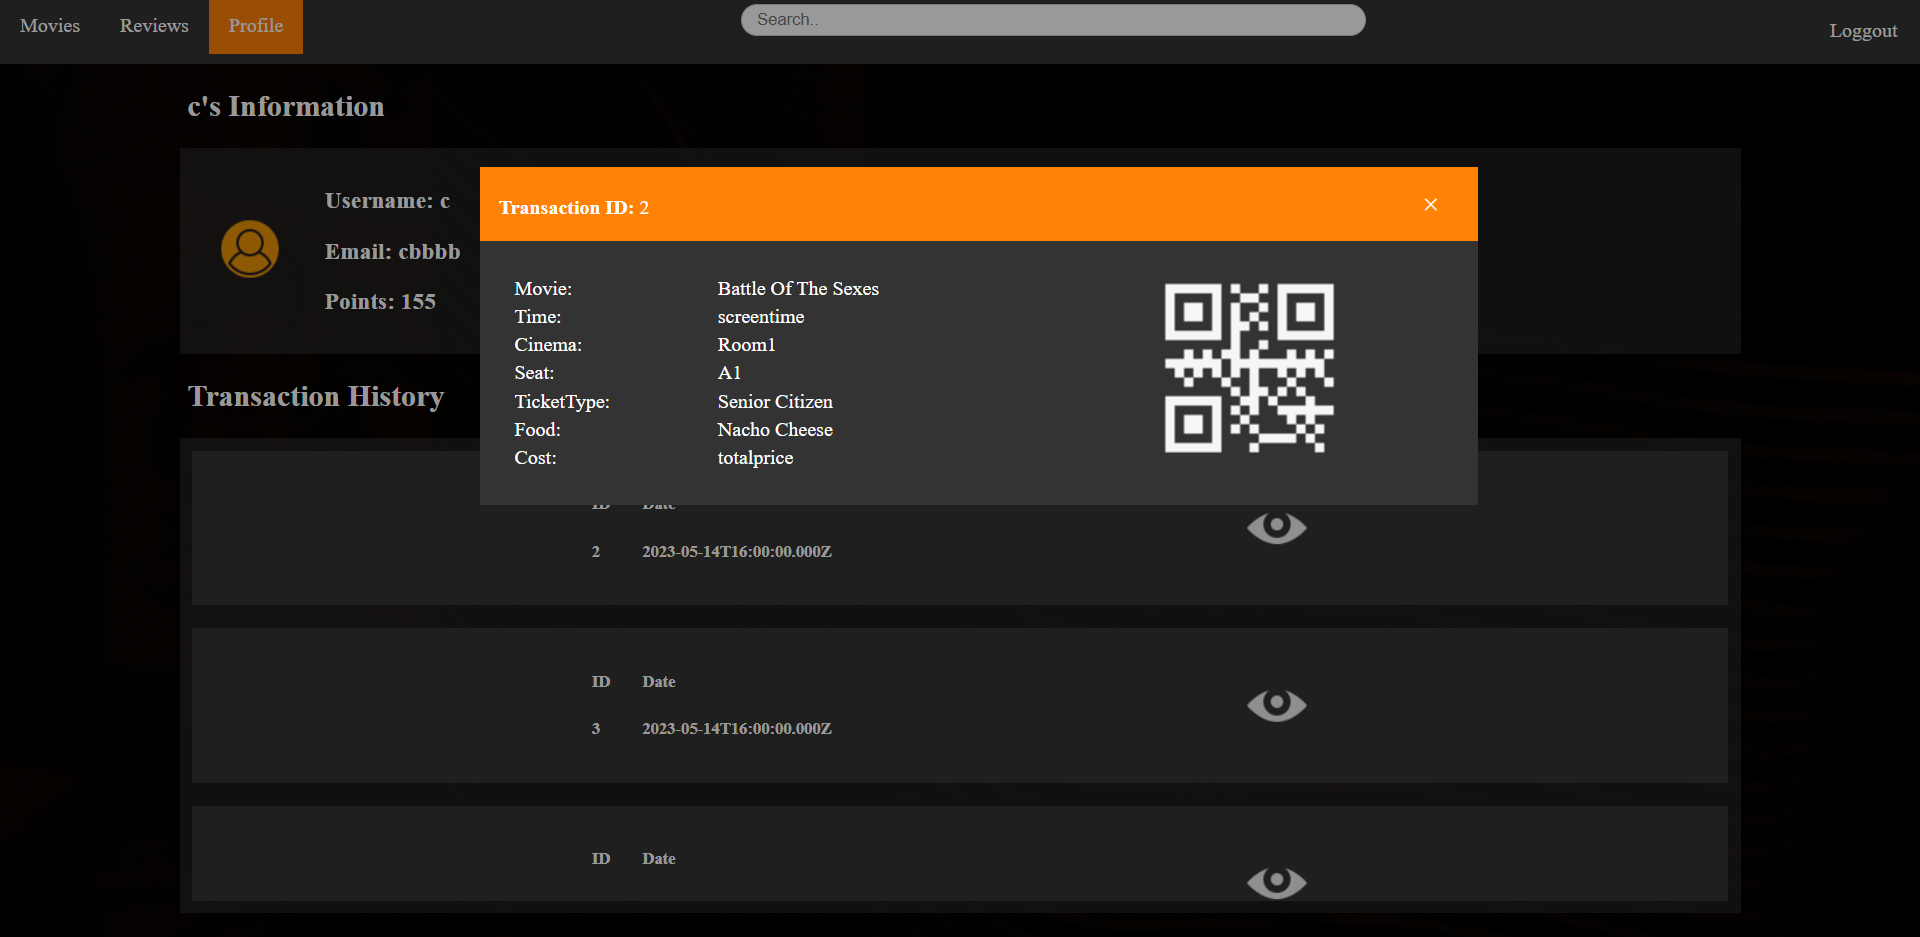 Movies Reviews Profile Search.. Loggout
c's Information
Username: c
Email: cbbbb
Points: 155
Transaction ID: 2 ×
Movie: Battle Of The Sexes
Time: screentime
Cinema: Room1
Seat: A1
TicketType: Senior Citizen
Food: Nacho Cheese
Cost: totalprice
Transaction History
ID Date
2 2023-05-14T16:00:00.000Z
ID Date
3 2023-05-14T16:00:00.000Z
ID Date